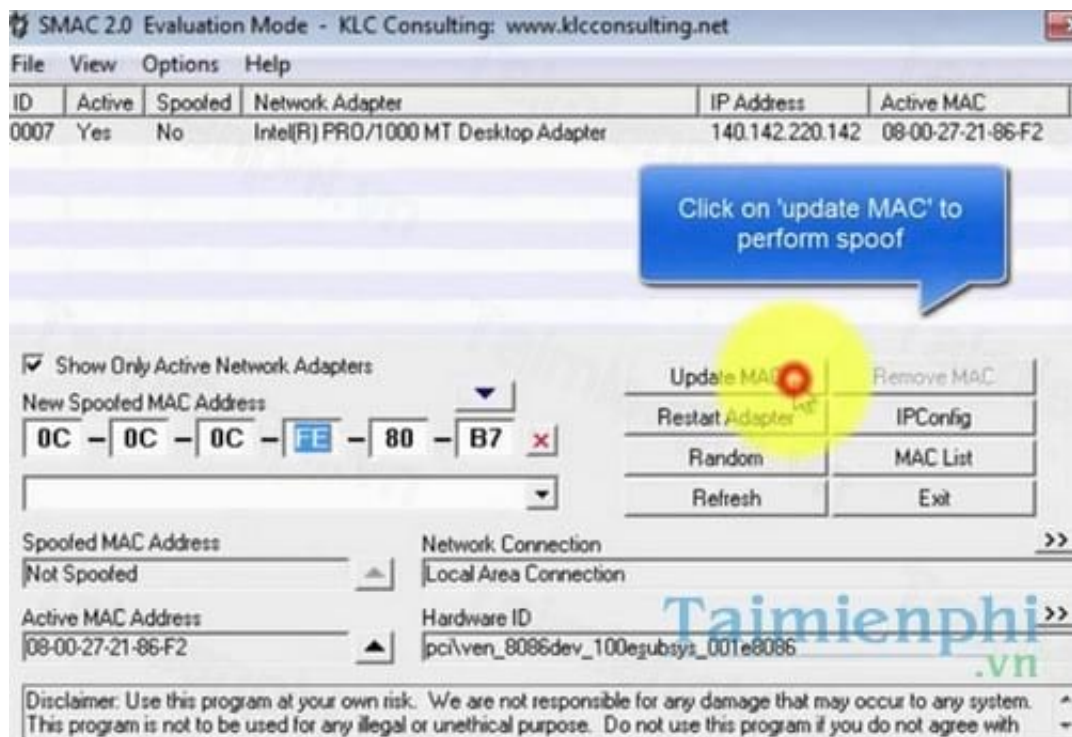 SMAC 2.0 Evaluation Mode - KLC Consulting: www.klcconsulting.net
File View Options Help
ID Active Spoofed Network Adapter IP Address Active MAC
0007 Yes No Intel(R) PRO/1000 MT Desktop Adapter 140.142.220.142 08-00-27-21-86-F2
Click on 'update MAC' to
perform spoof
Show Only Active Network Adapters
New Spoofed MAC Address
0C - 0C - 0C - FE - 80 - B7
Update MAC Remove MAC
Restart Adapter IPConfig
Random MAC List
Refresh Exit
Spoofed MAC Address Network Connection >>
Not Spoofed Local Area Connection
Active MAC Address Hardware ID >>
08-00-27-21-86-F2 pci\ven_8086dev_100esubsys_001e8086
Taimienphi
.vn
Disclaimer: Use this program at your own risk. We are not responsible for any damage that may occur to any system.
This program is not to be used for any illegal or unethical purpose. Do not use this program if you do not agree with